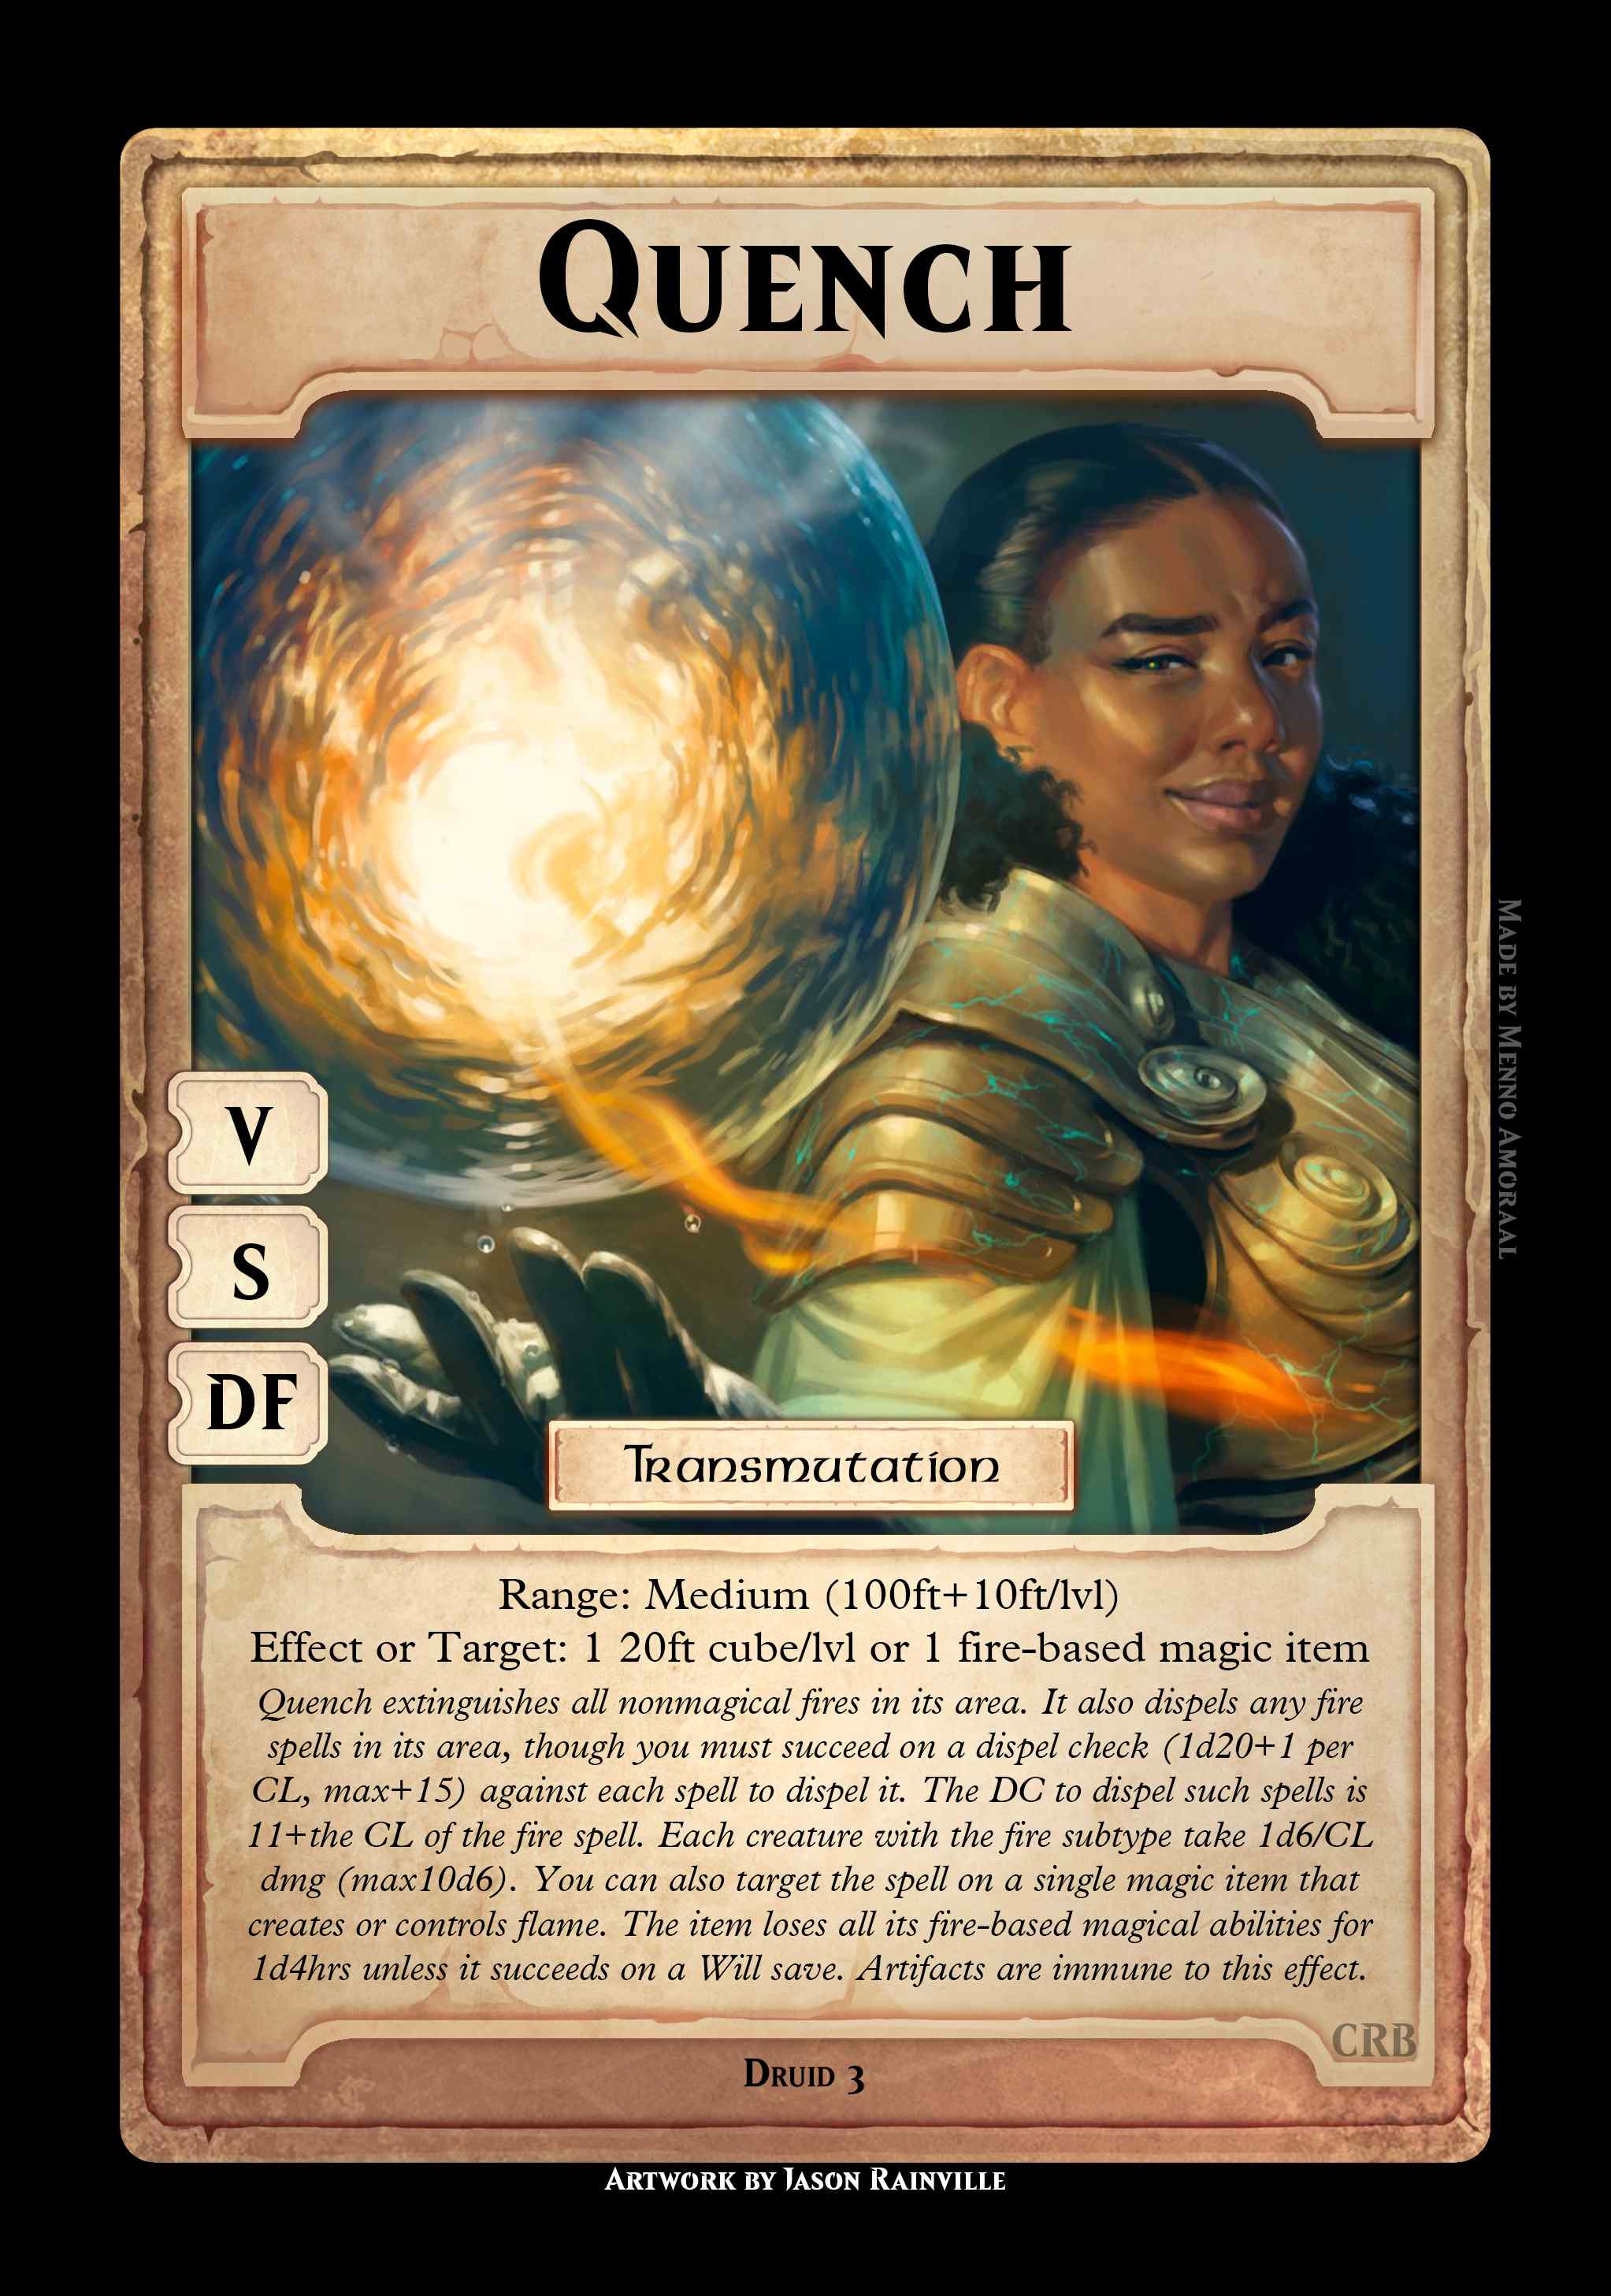 Quench
V
S
DF
Transmutation
Range: Medium (100ft+10ft/lvl)
Effect or Target: 1 20ft cube/lvl or 1 fire-based magic item
Quench extinguishes all nonmagical fires in its area. It also dispels any fire
spells in its area, though you must succeed on a dispel check (1d20+1 per
CL, max+15) against each spell to dispel it. The DC to dispel such spells is
11+the CL of the fire spell. Each creature with the fire subtype take 1d6/CL
dmg (max10d6). You can also target the spell on a single magic item that
creates or controls flame. The item loses all its fire-based magical abilities for
1d4hrs unless it succeeds on a Will save. Artifacts are immune to this effect.
CRB
Druid 3
Artwork by Jason Rainville
Made by Menno Amoraal